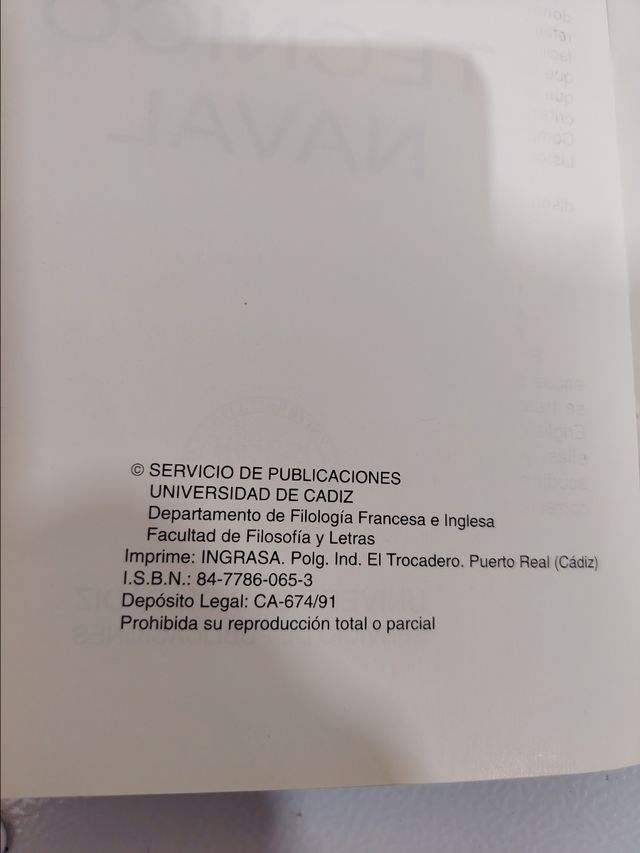 © SERVICIO DE PUBLICACIONES
UNIVERSIDAD DE CADIZ
Departamento de Filología Francesa e Inglesa
Facultad de Filosofía y Letras
Imprime: INGRASA. Polg. Ind. El Trocadero. Puerto Real (Cádiz)
I.S.B.N.: 84-7786-065-3
Depósito Legal: CA-674/91
Prohibida su reproducción total o parcial